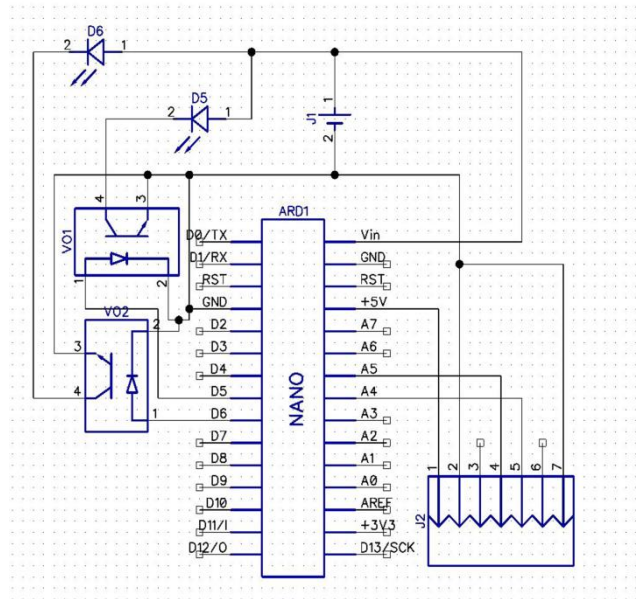 D6
2 1
D5
2 1
1
J1
2
4 3
VO1
1 2
VO2
2
3
4
1
ARD1
NANO
D0/TX Vin
D1/RX GND
RST RST
GND +5V
D2 A7
D3 A6
D4 A5
D5 A4
D6 A3
D7 A2
D8 A1
D9 A0
D10 AREF
D11/I +3V3
D12/O D13/SCK
1 2 3 4 5 6 7
J2